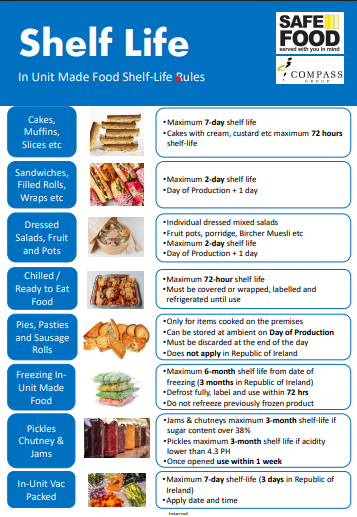 Shelf Life
SAFE
FOOD
served with you in mind
In Unit Made Food Shelf-Life Rules
COMPASS
GROUP
Cakes,
Muffins,
Slices etc
•Maximum 7-day shelf life
•Cakes with cream, custard etc maximum 72 hours
shelf-life
Sandwiches,
Filled Rolls,
Wraps etc
•Maximum 2-day shelf life
•Day of Production + 1 day
Dressed
Salads, Fruit
and Pots
•Individual dressed mixed salads
•Fruit pots, porridge, Bircher Muesli etc
•Maximum 2-day shelf life
•Day of Production + 1 day
Chilled /
Ready to Eat
Food
•Maximum 72-hour shelf life
•Must be covered or wrapped, labelled and
refrigerated until use
Pies, Pasties
and Sausage
Rolls
•Only for items cooked on the premises
•Can be stored at ambient on Day of Production
•Must be discarded at the end of the day
•Does not apply in Republic of Ireland
Freezing In-
Unit Made
Food
•Maximum 6-month shelf life from date of
freezing (3 months in Republic of Ireland)
•Defrost fully, label and use within 72 hrs
•Do not refreeze previously frozen product
Pickles
Chutney &
Jams
•Jams & chutneys maximum 3-month shelf-life if
sugar content over 38%
•Pickles maximum 3-month shelf life if acidity
lower than 4.3 PH
•Once opened use within 1 week
In-Unit Vac
Packed
•Maximum 7-day shelf life (3 days in Republic of
Ireland)
•Apply date and time
Internal